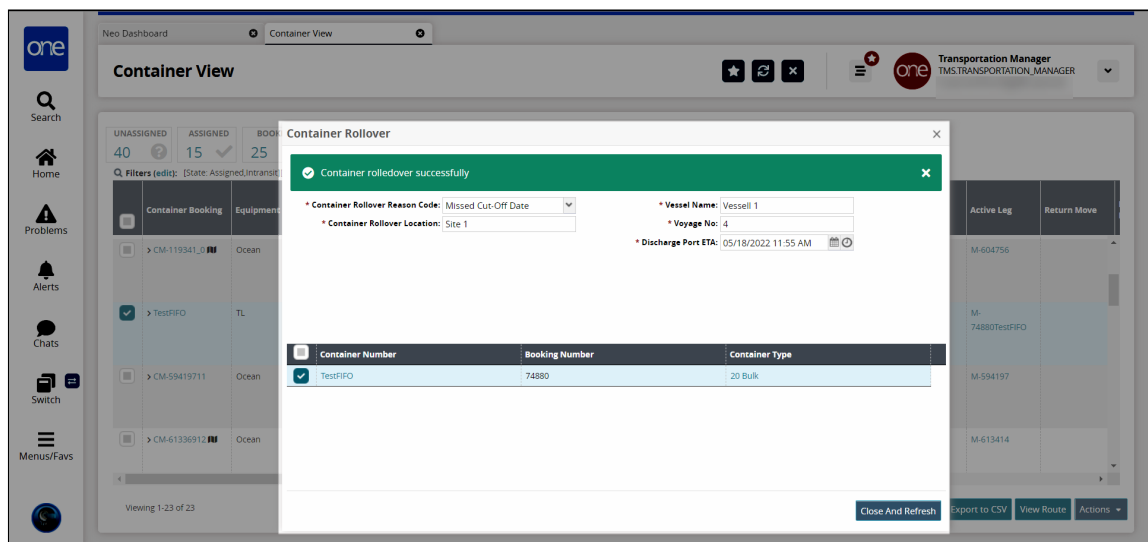 one
Search
Home
Problems
Alerts
Chats
Switch
Menus/Favs
Neo Dashboard
Container View
Container View
one
Transportation Manager
TMS.TRANSPORTATION_MANAGER
UNASSIGNED
40
ASSIGNED
15
BOOK
25
Filters (edit): [State: Assigned,Intransit
Container Booking
Equipment
Active Leg
Return Move
> CM-119341_0
Ocean
M-604756
> TestFIFO
TL
M-
74880TestFIFO
> CM-59419711
Ocean
M-594197
> CM-61336912
Ocean
M-613414
Viewing 1-23 of 23
Export to CSV
View Route
Actions
Container Rollover
Container rolledover successfully
* Container Rollover Reason Code: Missed Cut-Off Date
* Container Rollover Location: Site 1
* Vessel Name: Vessell 1
* Voyage No: 4
* Discharge Port ETA: 05/18/2022 11:55 AM
Container Number Booking Number Container Type
TestFIFO 74880 20 Bulk
Close And Refresh